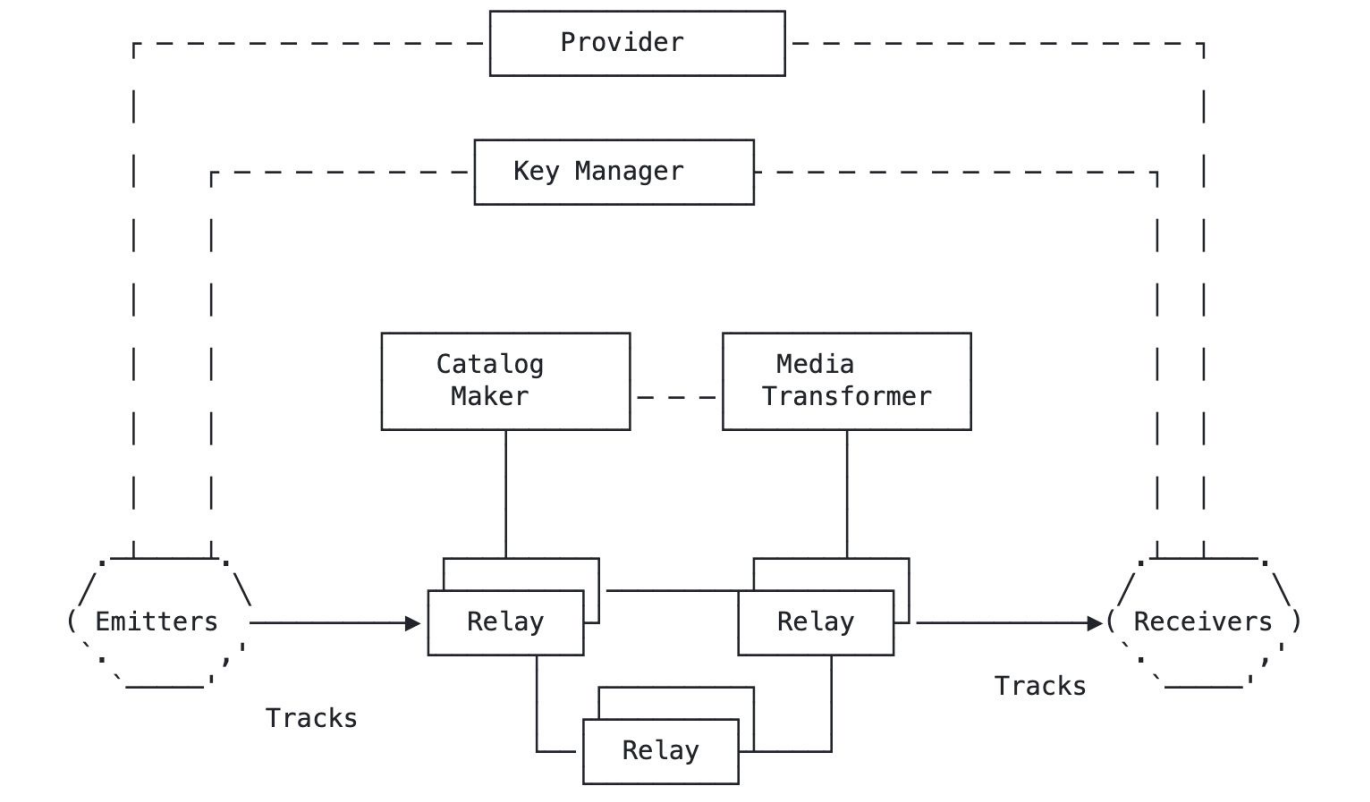 Provider
Key Manager
Catalog
Maker
Media
Transformer
Emitters
Relay
Relay
Receivers
Tracks
Tracks
Relay